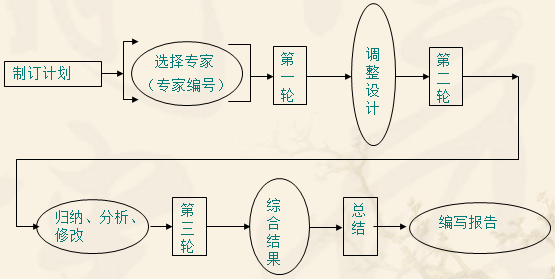 制订计划
选择专家
（专家编号）
第一轮
调整设计
第二轮
归纳、分析、
修改
第三轮
综合结果
总结
编写报告